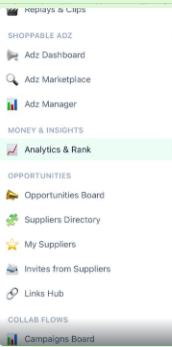 Replays & Clips
SHOPPABLE ADZ
Adz Dashboard
Adz Marketplace
Adz Manager
MONEY & INSIGHTS
Analytics & Rank
OPPORTUNITIES
Opportunities Board
Suppliers Directory
My Suppliers
Invites from Suppliers
Links Hub
COLLAB FLOWS
Campaigns Board